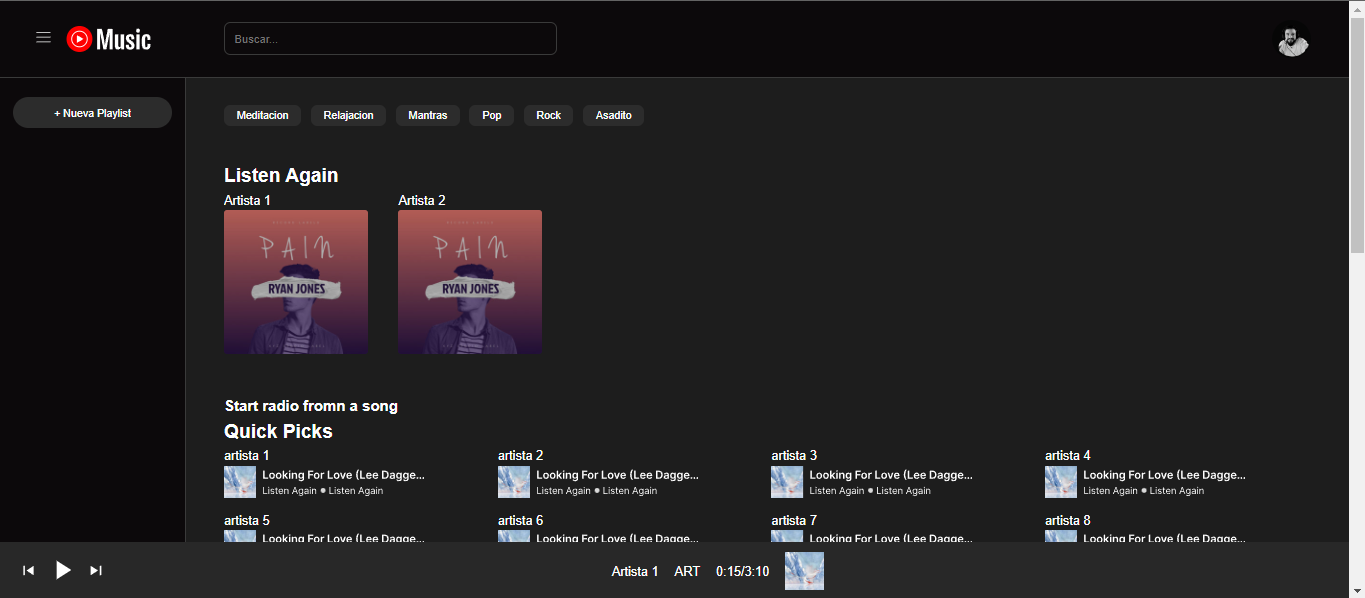 Music
Buscar...
+ Nueva Playlist
Meditacion Relajacion Mantras Pop Rock Asadito
Listen Again
Artista 1 Artista 2
PAIN PAIN
RYAN JONES RYAN JONES
Start radio fromn a song
Quick Picks
artista 1 artista 2 artista 3 artista 4
Looking For Love (Lee Dagge... Looking For Love (Lee Dagge... Looking For Love (Lee Dagge... Looking For Love (Lee Dagge...
Listen Again ● Listen Again Listen Again ● Listen Again Listen Again ● Listen Again Listen Again ● Listen Again
artista 5 artista 6 artista 7 artista 8
Looking For Love (Lee Dagge... Looking For Love (Lee Dagge... Looking For Love (Lee Dagge... Looking For Love (Lee Dagge...
Artista 1 ART 0:15/3:10